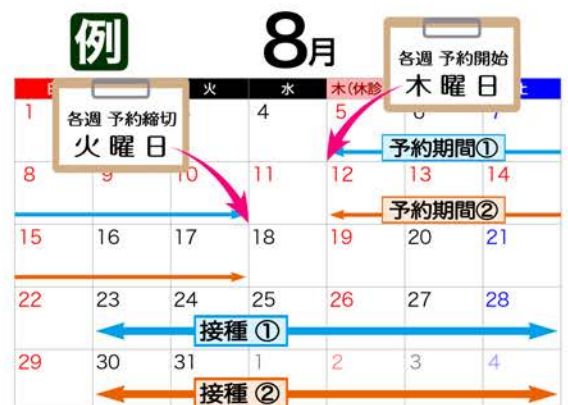 例
8月
各週 予約締切
火曜日
各週 予約開始
木曜日
火 水 木(休診
1 4 5
予約期間①
8 9 10 11 12 13 14
予約期間②
15 16 17 18 19 20 21
22 23 24 25 26 27 28
接種 ①
29 30 31 1 2 3 4
接種 ②